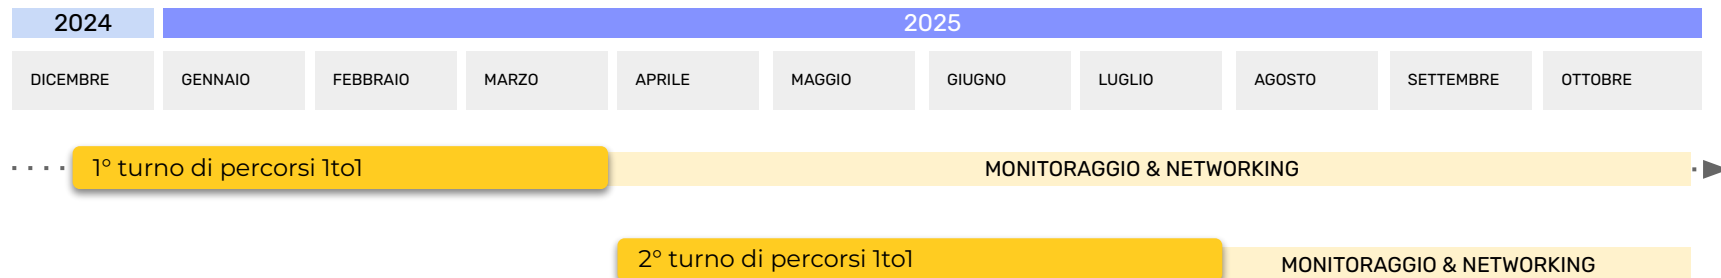 2024 2025
DICEMBRE GENNAIO FEBBRAIO MARZO APRILE MAGGIO GIUGNO LUGLIO AGOSTO SETTEMBRE OTTOBRE
1° turno di percorsi 1to1 MONITORAGGIO & NETWORKING
2° turno di percorsi 1to1 MONITORAGGIO & NETWORKING